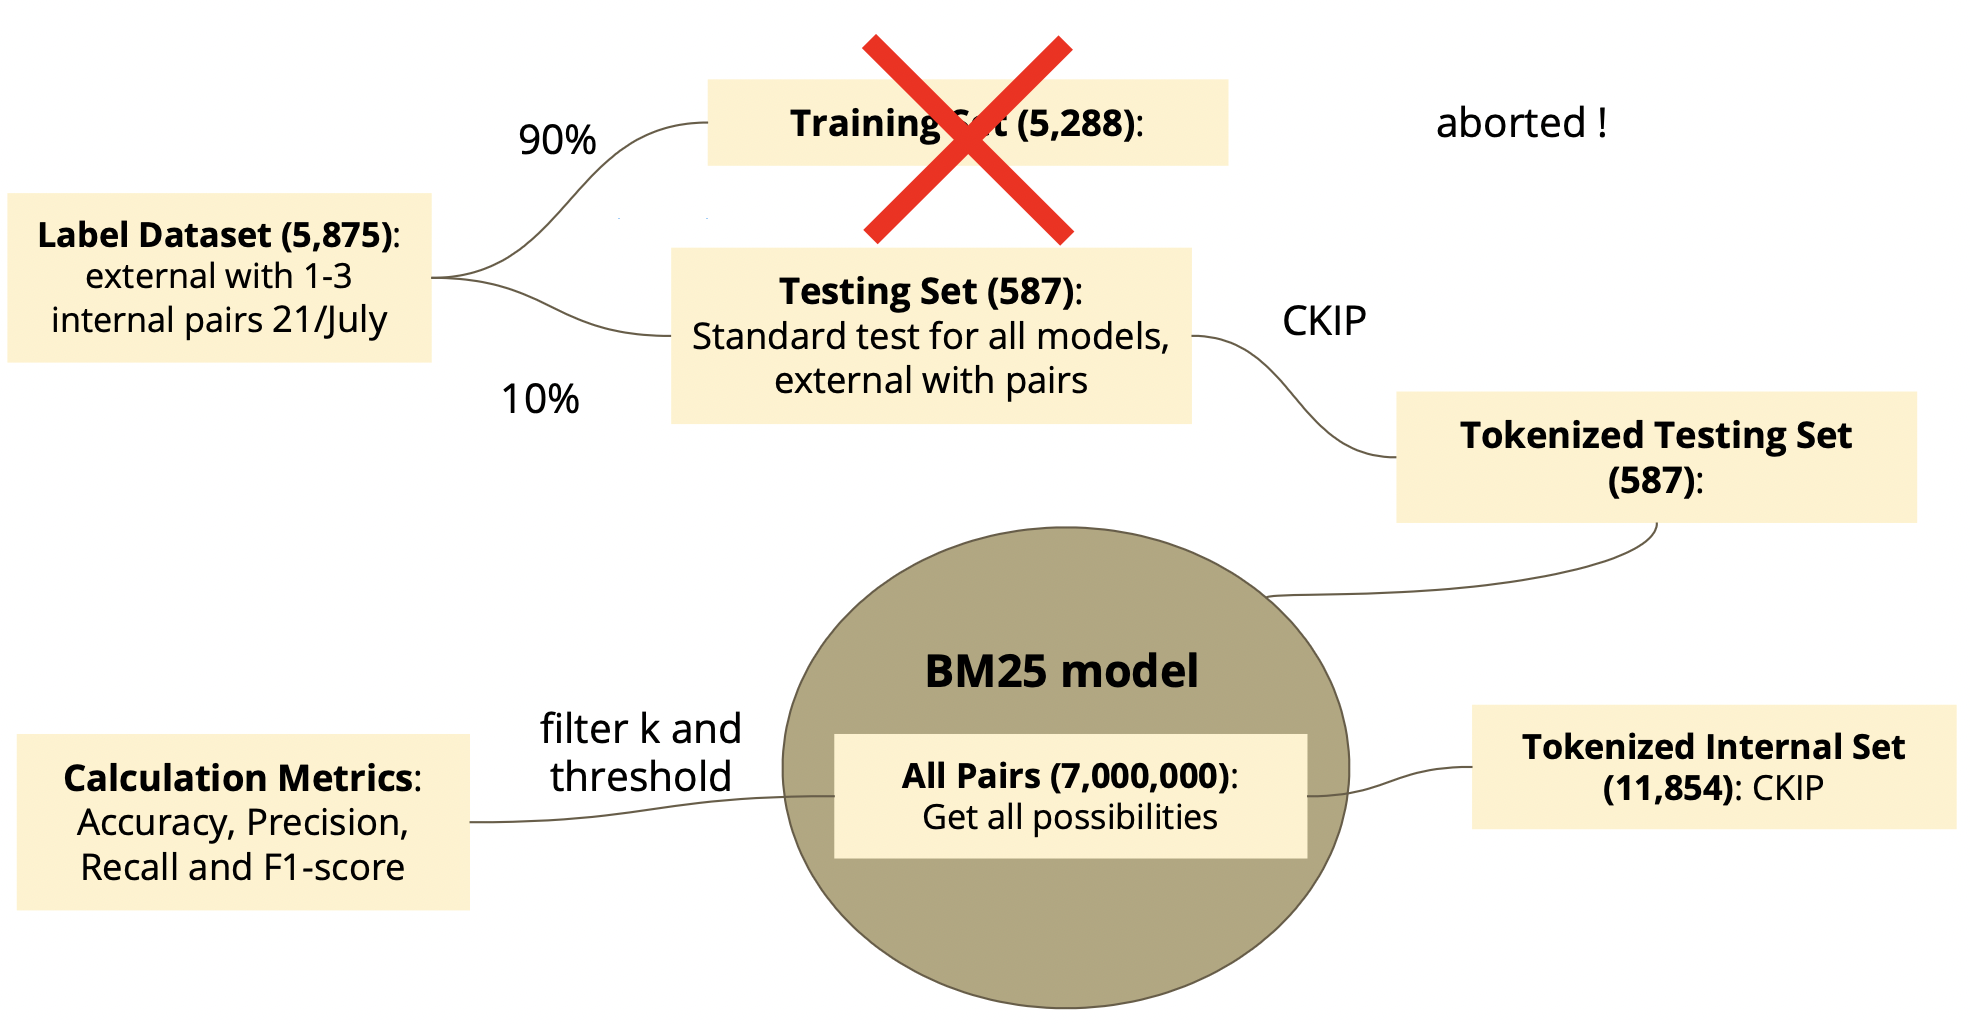 Training Set (5,288):
aborted !
90%
Label Dataset (5,875):
external with 1-3
internal pairs 21/July
10%
Testing Set (587):
Standard test for all models,
external with pairs
CKIP
Tokenized Testing Set
(587):
BM25 model
All Pairs (7,000,000):
Get all possibilities
Tokenized Internal Set
(11,854): CKIP
filter k and
threshold
Calculation Metrics:
Accuracy, Precision,
Recall and F1-score